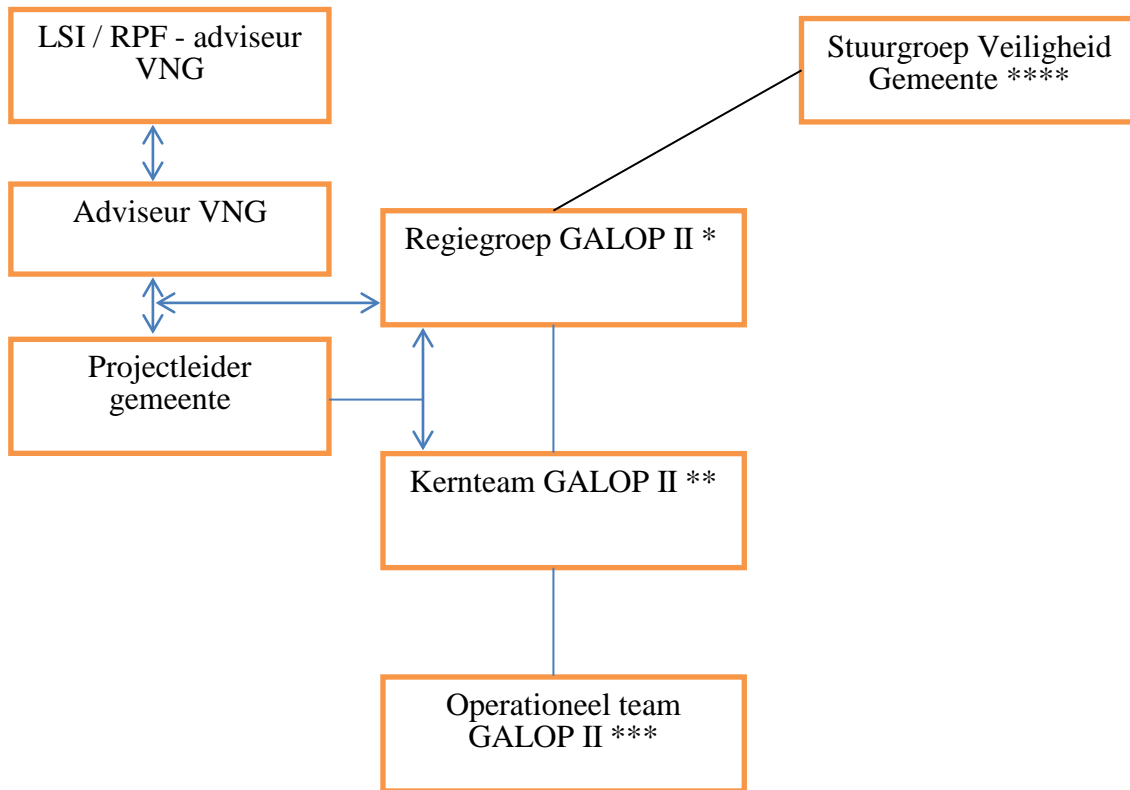 LSI / RPF - adviseur
VNG
Stuurgroep Veiligheid
Gemeente ****
Adviseur VNG
Regiegroep GALOP II *
Projectleider
gemeente
Kernteam GALOP II **
Operationeel team
GALOP II ***